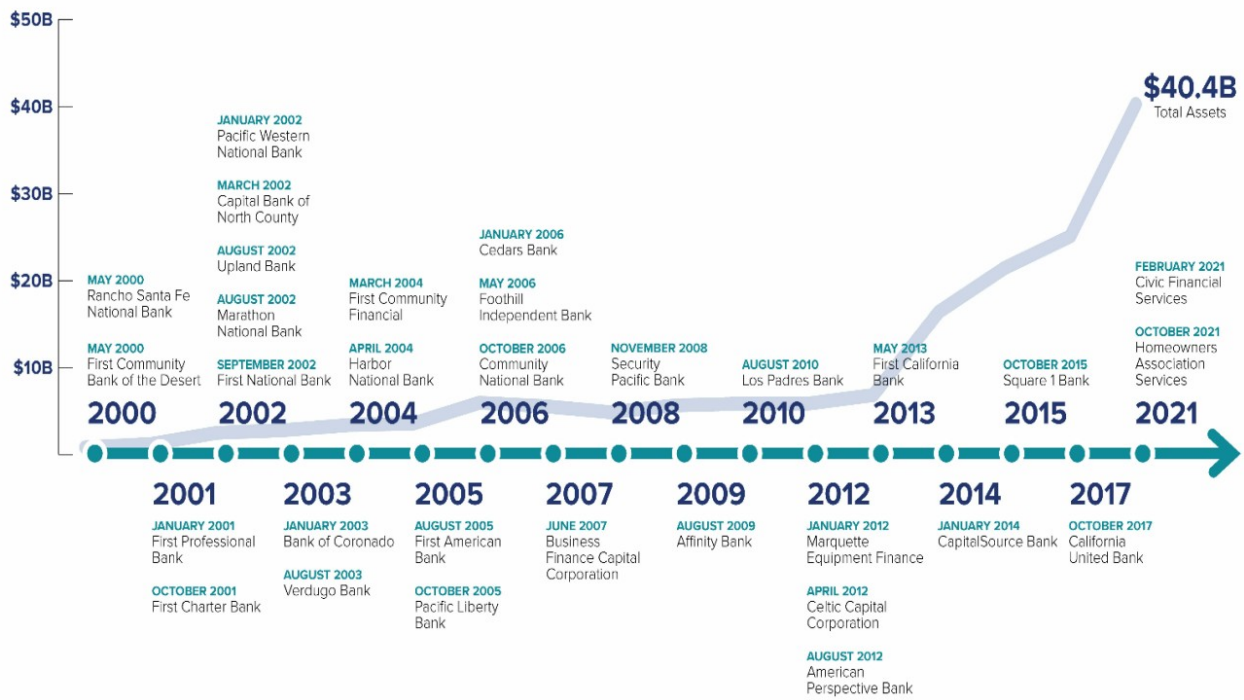 $50B
$40B
$30B
$20B
$10B
$40.4B
Total Assets
MAY 2000
Rancho Santa Fe
National Bank
MAY 2000
First Community
Bank of the Desert
2000
JANUARY 2002
Pacific Western
National Bank
MARCH 2002
Capital Bank of
North County
AUGUST 2002
Upland Bank
AUGUST 2002
Marathon
National Bank
SEPTEMBER 2002
First National Bank
2002
MARCH 2004
First Community
Financial
APRIL 2004
Harbor
National Bank
2004
JANUARY 2006
Cedars Bank
MAY 2006
Foothill
Independent Bank
OCTOBER 2006
Community
National Bank
2006
NOVEMBER 2008
Security
Pacific Bank
2008
AUGUST 2010
Los Padres Bank
2010
MAY 2013
First California
Bank
2013
OCTOBER 2015
Square 1 Bank
2015
FEBRUARY 2021
Civic Financial
Services
OCTOBER 2021
Homeowners
Association
Services
2021
2001
JANUARY 2001
First Professional
Bank
OCTOBER 2001
First Charter Bank
2003
JANUARY 2003
Bank of Coronado
AUGUST 2003
Verdugo Bank
2005
AUGUST 2005
First American
Bank
OCTOBER 2005
Pacific Liberty
Bank
2007
JUNE 2007
Business
Finance Capital
Corporation
2009
AUGUST 2009
Affinity Bank
2012
JANUARY 2012
Marquette
Equipment Finance
APRIL 2012
Celtic Capital
Corporation
AUGUST 2012
American
Perspective Bank
2014
JANUARY 2014
CapitalSource Bank
2017
OCTOBER 2017
California
United Bank